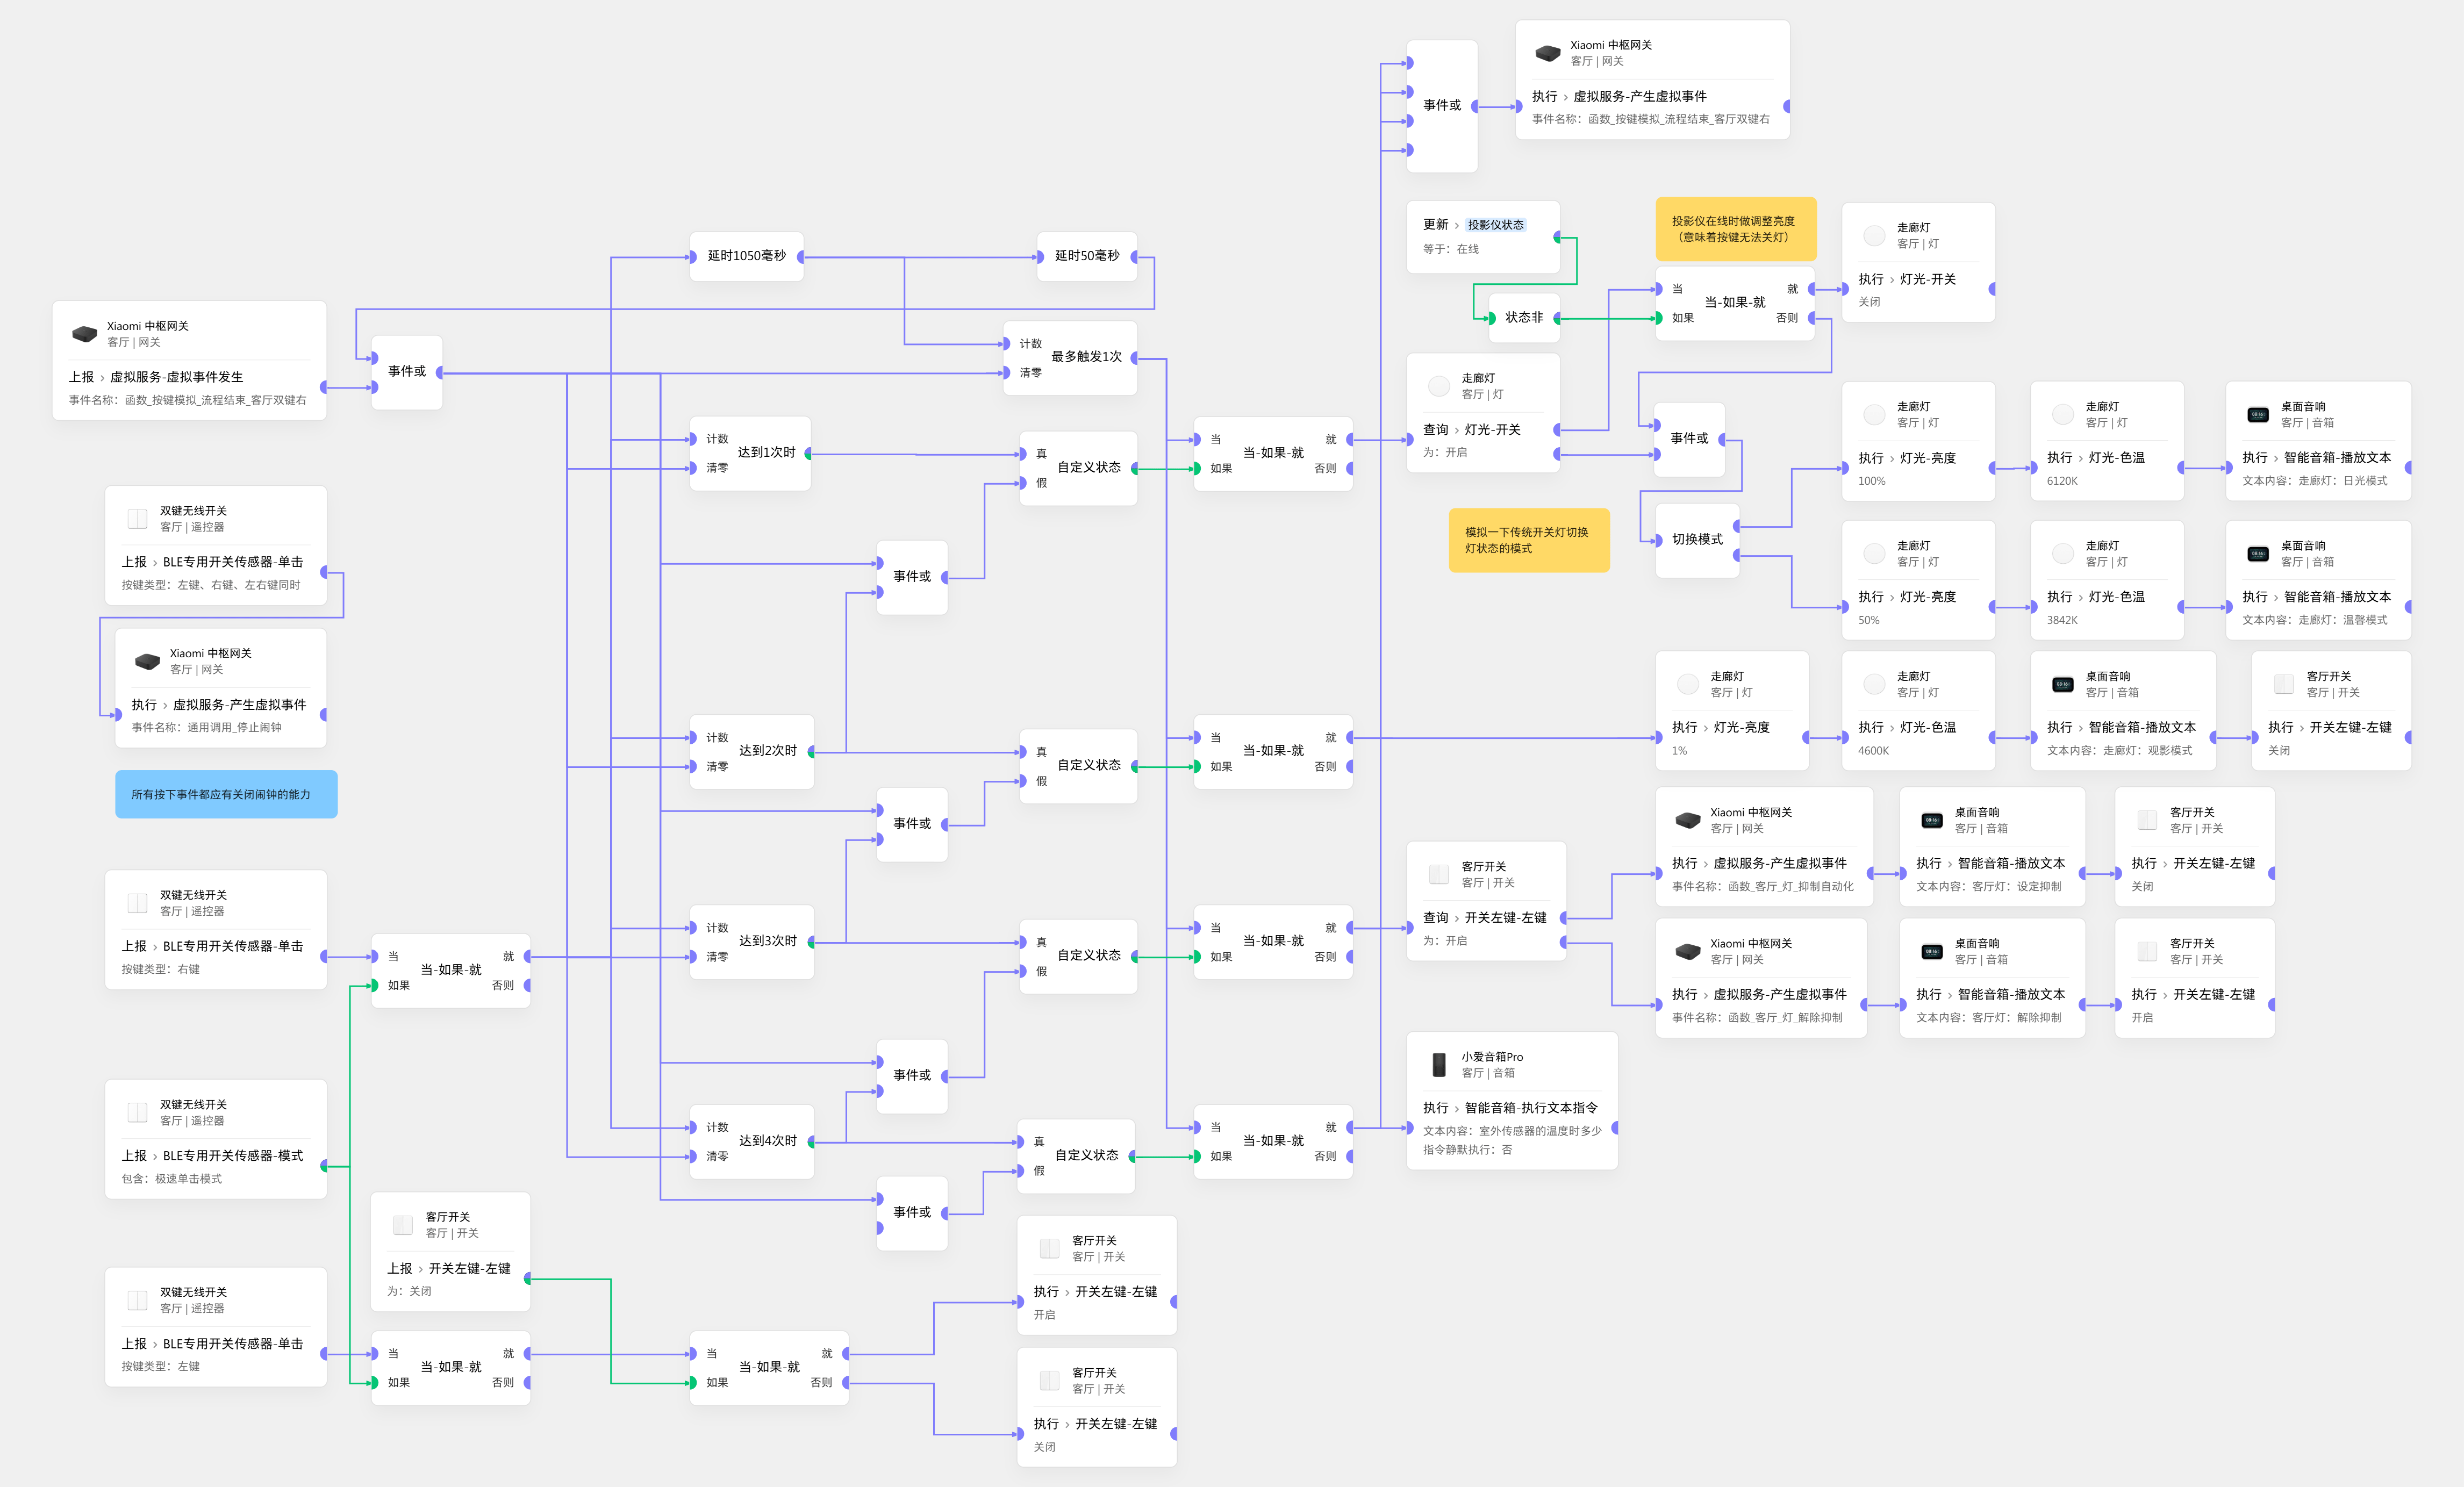 Xiaomi 中枢网关
客厅 | 网关
执行 › 虚拟服务-产生虚拟事件
事件名称：函数_按键模拟_流程结束_客厅双键右
事件或
更新 › 投影仪状态
等于：在线
投影仪在线时做调整亮度
（意味着按键无法关灯）
走廊灯
客厅 | 灯
执行 › 灯光-开关
关闭
延时1050毫秒
延时50毫秒
状态非
当
如果
当-如果-就
就
否则
Xiaomi 中枢网关
客厅 | 网关
上报 › 虚拟服务-虚拟事件发生
事件名称：函数_按键模拟_流程结束_客厅双键右
事件或
计数
清零
最多触发1次
走廊灯
客厅 | 灯
查询 › 灯光-开关
为：开启
事件或
走廊灯
客厅 | 灯
执行 › 灯光-亮度
100%
走廊灯
客厅 | 灯
执行 › 灯光-色温
6120K
桌面音响
客厅 | 音箱
执行 › 智能音箱-播放文本
文本内容：走廊灯：日光模式
计数
清零
达到1次时
真
假
自定义状态
当
如果
当-如果-就
就
否则
双键无线开关
客厅 | 遥控器
上报 › BLE专用开关传感器-单击
按键类型：左键、右键、左右键同时
事件或
模拟一下传统开关灯切换
灯状态的模式
切换模式
走廊灯
客厅 | 灯
执行 › 灯光-亮度
50%
走廊灯
客厅 | 灯
执行 › 灯光-色温
3842K
桌面音响
客厅 | 音箱
执行 › 智能音箱-播放文本
文本内容：走廊灯：温馨模式
Xiaomi 中枢网关
客厅 | 网关
执行 › 虚拟服务-产生虚拟事件
事件名称：通用调用_停止闹钟
所有按下事件都应有关闭闹钟的能力
计数
清零
达到2次时
真
假
自定义状态
当
如果
当-如果-就
就
否则
走廊灯
客厅 | 灯
执行 › 灯光-亮度
1%
走廊灯
客厅 | 灯
执行 › 灯光-色温
4600K
桌面音响
客厅 | 音箱
执行 › 智能音箱-播放文本
文本内容：走廊灯：观影模式
客厅开关
客厅 | 开关
执行 › 开关左键-左键
关闭
事件或
双键无线开关
客厅 | 遥控器
上报 › BLE专用开关传感器-单击
按键类型：右键
当
如果
当-如果-就
就
否则
计数
清零
达到3次时
真
假
自定义状态
当
如果
当-如果-就
就
否则
客厅开关
客厅 | 开关
查询 › 开关左键-左键
为：开启
Xiaomi 中枢网关
客厅 | 网关
执行 › 虚拟服务-产生虚拟事件
事件名称：函数_客厅_灯_抑制自动化
桌面音响
客厅 | 音箱
执行 › 智能音箱-播放文本
文本内容：客厅灯：设定抑制
客厅开关
客厅 | 开关
执行 › 开关左键-左键
关闭
Xiaomi 中枢网关
客厅 | 网关
执行 › 虚拟服务-产生虚拟事件
事件名称：函数_客厅_灯_解除抑制
桌面音响
客厅 | 音箱
执行 › 智能音箱-播放文本
文本内容：客厅灯：解除抑制
客厅开关
客厅 | 开关
执行 › 开关左键-左键
开启
事件或
双键无线开关
客厅 | 遥控器
上报 › BLE专用开关传感器-模式
包含：极速单击模式
计数
清零
达到4次时
真
假
自定义状态
当
如果
当-如果-就
就
否则
小爱音箱Pro
客厅 | 音箱
执行 › 智能音箱-执行文本指令
文本内容：室外传感器的温度时多少
指令静默执行：否
事件或
客厅开关
客厅 | 开关
上报 › 开关左键-左键
为：关闭
客厅开关
客厅 | 开关
执行 › 开关左键-左键
开启
双键无线开关
客厅 | 遥控器
上报 › BLE专用开关传感器-单击
按键类型：左键
当
如果
当-如果-就
就
否则
当
如果
当-如果-就
就
否则
客厅开关
客厅 | 开关
执行 › 开关左键-左键
关闭